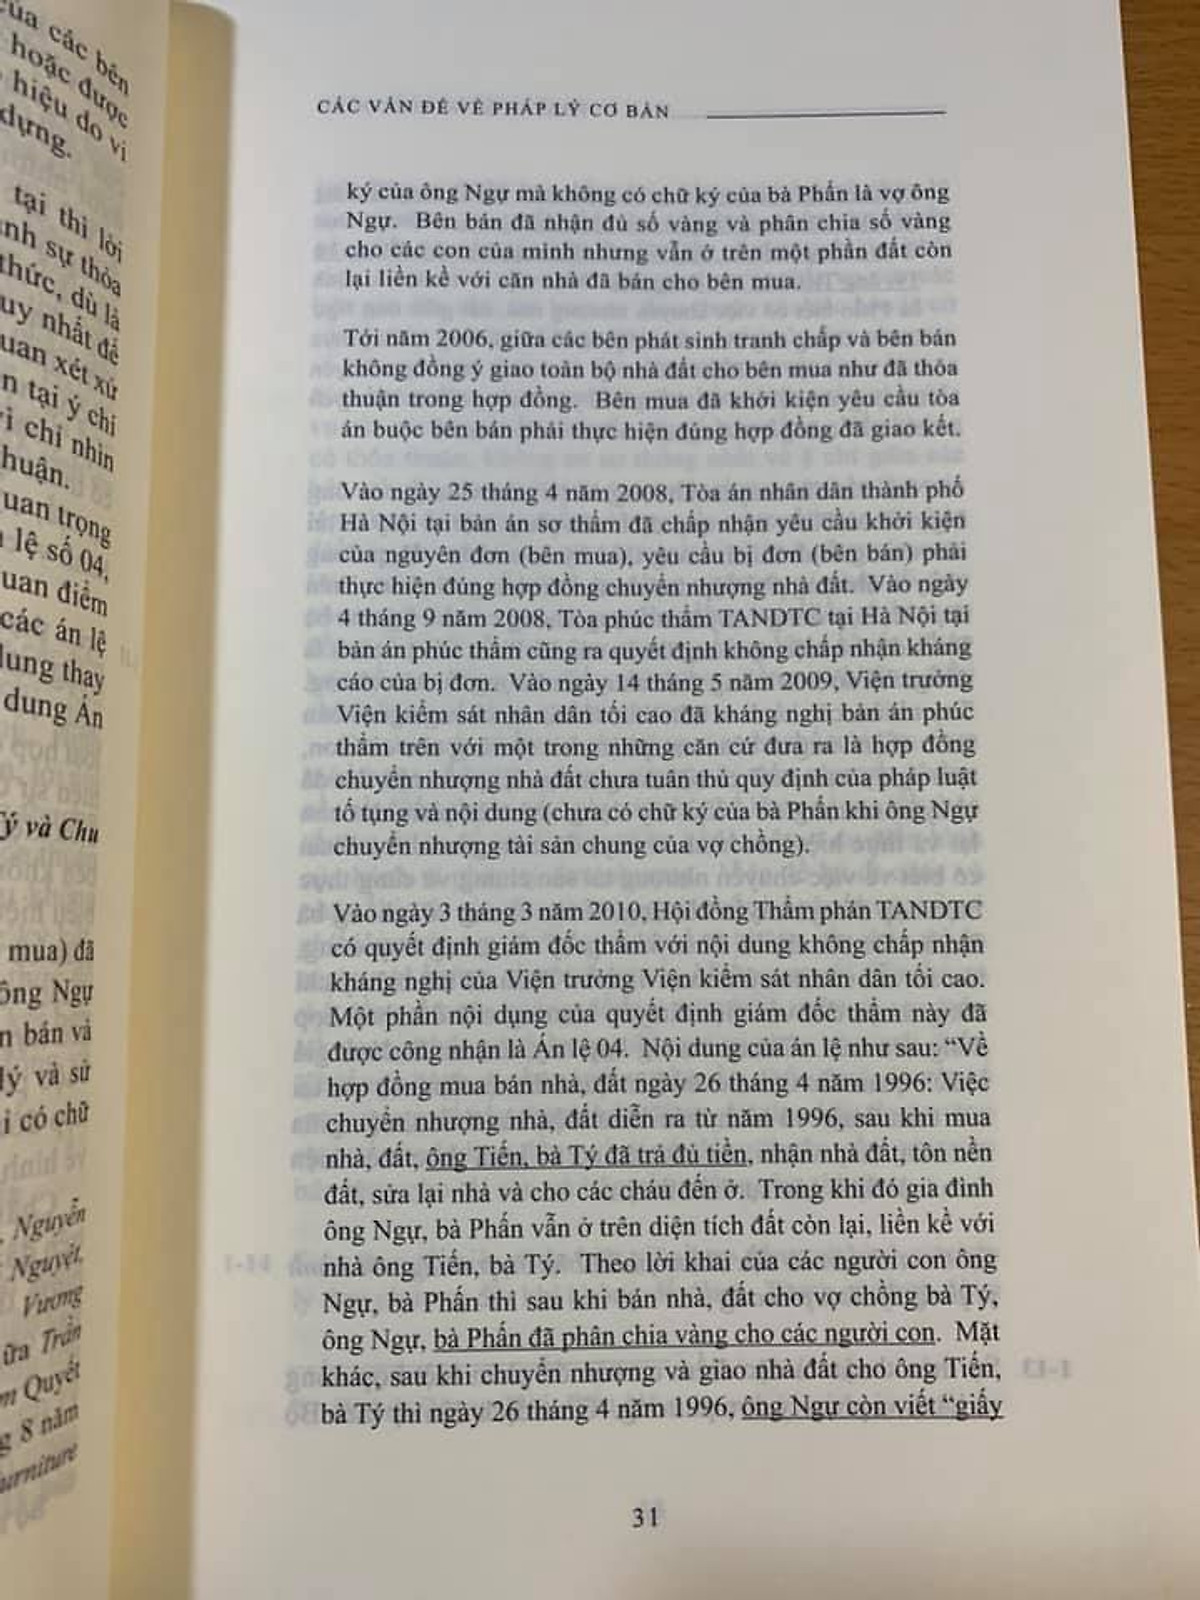 của các bên
hoặc được
hiệu do vi
dựng.
tại thì lời
thức, dù là
duy nhất để
quan xét xử
n tại ý chí
chỉ nhìn
thuận.
quan trọng
lệ số 04,
quan điểm
các án lệ
dung thay
dung Án
Tý và Chu
mua) đã
ông Ngự
n bán và
lý và sử
có chữ
Nguyễn
Nguyệt,
Vương
Trần
Quyết
8 năm
Furniture
CÁC VẤN ĐỀ VỀ PHÁP LÝ CƠ BẢN
ký của ông Ngự mà không có chữ ký của bà Phấn là vợ ông
Ngự. Bên bán đã nhận đủ số vàng và phân chia số vàng
cho các con của mình nhưng vẫn ở trên một phần đất còn
lại liền kề với căn nhà đã bán cho bên mua.
Tới năm 2006, giữa các bên phát sinh tranh chấp và bên bán
không đồng ý giao toàn bộ nhà đất cho bên mua như đã thỏa
thuận trong hợp đồng. Bên mua đã khởi kiện yêu cầu tòa
án buộc bên bán phải thực hiện đúng hợp đồng đã giao kết.
Vào ngày 25 tháng 4 năm 2008, Tòa án nhân dân thành phố
Hà Nội tại bản án sơ thẩm đã chấp nhận yêu cầu khởi kiện
của nguyên đơn (bên mua), yêu cầu bị đơn (bên bán) phải
thực hiện đúng hợp đồng chuyển nhượng nhà đất. Vào ngày
4 tháng 9 năm 2008, Tòa phúc thẩm TANDTC tại Hà Nội tại
bản án phúc thẩm cũng ra quyết định không chấp nhận kháng
cáo của bị đơn. Vào ngày 14 tháng 5 năm 2009, Viện trưởng
Viện kiểm sát nhân dân tối cao đã kháng nghị bản án phúc
thẩm trên với một trong những căn cứ đưa ra là hợp đồng
chuyển nhượng nhà đất chưa tuân thủ quy định của pháp luật
tố tụng và nội dung (chưa có chữ ký của bà Phấn khi ông Ngự
chuyển nhượng tài sản chung của vợ chồng).
Vào ngày 3 tháng 3 năm 2010, Hội đồng Thẩm phán TANDTC
có quyết định giám đốc thẩm với nội dung không chấp nhận
kháng nghị của Viện trưởng Viện kiểm sát nhân dân tối cao.
Một phần nội dụng của quyết định giám đốc thẩm này đã
được công nhận là Án lệ 04. Nội dung của án lệ như sau: “Về
hợp đồng mua bán nhà, đất ngày 26 tháng 4 năm 1996: Việc
chuyển nhượng nhà, đất diễn ra từ năm 1996, sau khi mua
nhà, đất, ông Tiến, bà Tý đã trả đủ tiền, nhận nhà đất, tôn nền
đất, sửa lại nhà và cho các cháu đến ở. Trong khi đó gia đình
ông Ngự, bà Phấn vẫn ở trên diện tích đất còn lại, liền kề với
nhà ông Tiến, bà Tý. Theo lời khai của các người con ông
Ngự, bà Phấn thì sau khi bán nhà, đất cho vợ chồng bà Tý,
ông Ngự, bà Phấn đã phân chia vàng cho các người con. Mặt
khác, sau khi chuyển nhượng và giao nhà đất cho ông Tiến,
bà Tý thì ngày 26 tháng 4 năm 1996, ông Ngự còn viết “giấy
31